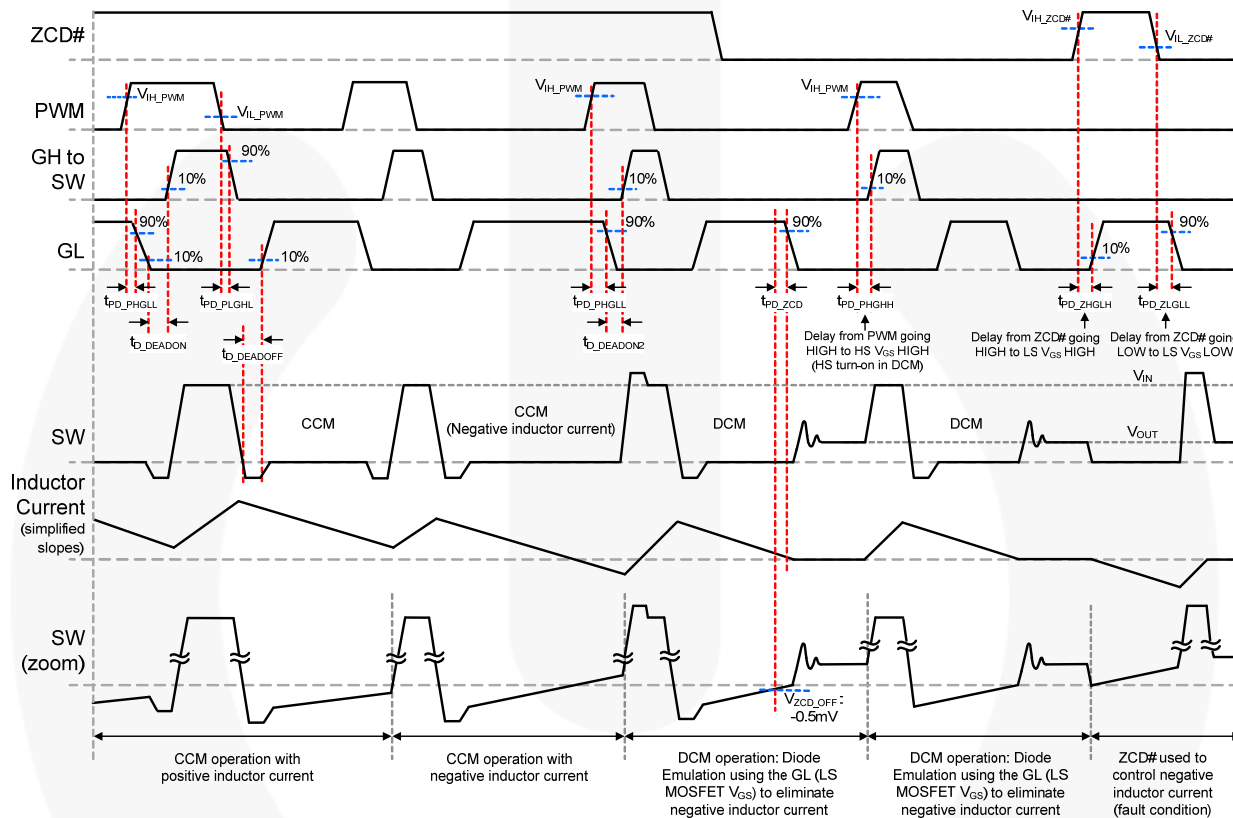 ZCD#
V_IH_ZCD#
V_IL_ZCD#
PWM
V_IH_PWM
V_IL_PWM
V_IH_PWM
V_IH_PWM
GH to
SW
90%
10%
10%
10%
GL
90%
10%
10%
90%
90%
10%
90%
t_PD_PHGLL
t_PD_PLGHL
t_PD_PHGLL
t_PD_ZCD
t_PD_PHGHH
t_PD_ZHGLH
t_PD_ZLGLL
t_D_DEADON
t_D_DEADOFF
t_D_DEADON2
Delay from PWM going
HIGH to HS V_GS HIGH
(HS turn-on in DCM)
Delay from ZCD# going
HIGH to LS V_GS HIGH
Delay from ZCD# going
LOW to LS V_GS LOW
V_IN
SW
CCM
CCM
(Negative inductor current)
DCM
DCM
V_OUT
Inductor
Current
(simplified
slopes)
SW
(zoom)
V_ZCD_OFF :
-0.5mV
CCM operation with
positive inductor current
CCM operation with
negative inductor current
DCM operation: Diode
Emulation using the GL (LS
MOSFET V_GS) to eliminate
negative inductor current
DCM operation: Diode
Emulation using the GL (LS
MOSFET V_GS) to eliminate
negative inductor current
ZCD# used to
control negative
inductor current
(fault condition)